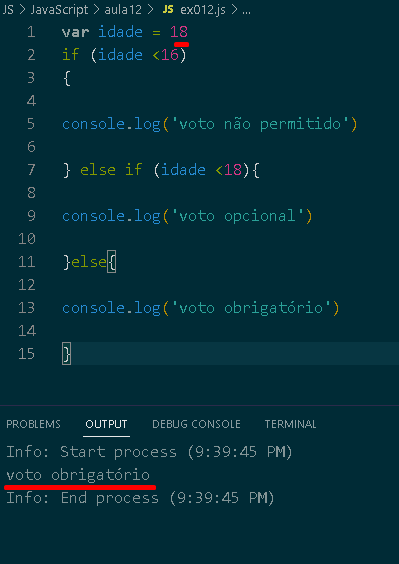 JS > JavaScript > aula12 > JS ex012.js > ...
1 var idade = 18
2 if (idade <16)
3 {
4
5 console.log('voto não permitido')
6
7 } else if (idade <18){
8
9 console.log('voto opcional')
10
11 }else{
12
13 console.log('voto obrigatório')
14
15 }
PROBLEMS OUTPUT DEBUG CONSOLE TERMINAL
Info: Start process (9:39:45 PM)
voto obrigatório
Info: End process (9:39:45 PM)